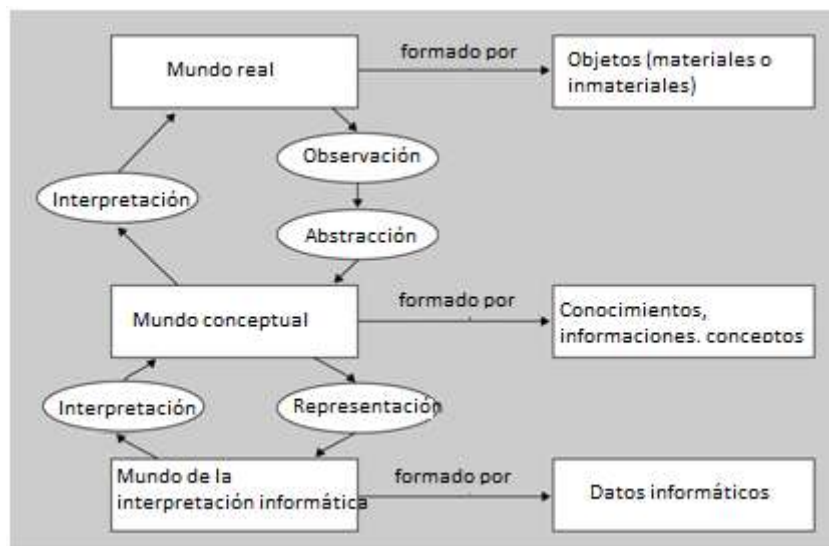 Mundo real
formado por
Objetos (materiales o
inmateriales)
Observación
Interpretación
Abstracción
Mundo conceptual
formado por
Conocimientos,
informaciones. conceptos
Interpretación
Representación
Mundo de la
interpretación informática
formado por
Datos informáticos